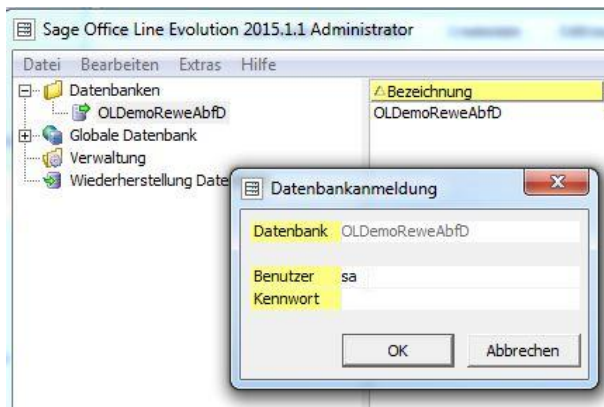 Sage Office Line Evolution 2015.1.1 Administrator
Datei Bearbeiten Extras Hilfe
Datenbanken
OLDemoReweAbfD
Globale Datenbank
Verwaltung
Wiederherstellung Date
Bezeichnung
OLDemoReweAbfD
Datenbankanmeldung
Datenbank OLDemoReweAbfD
Benutzer sa
Kennwort
OK Abbrechen